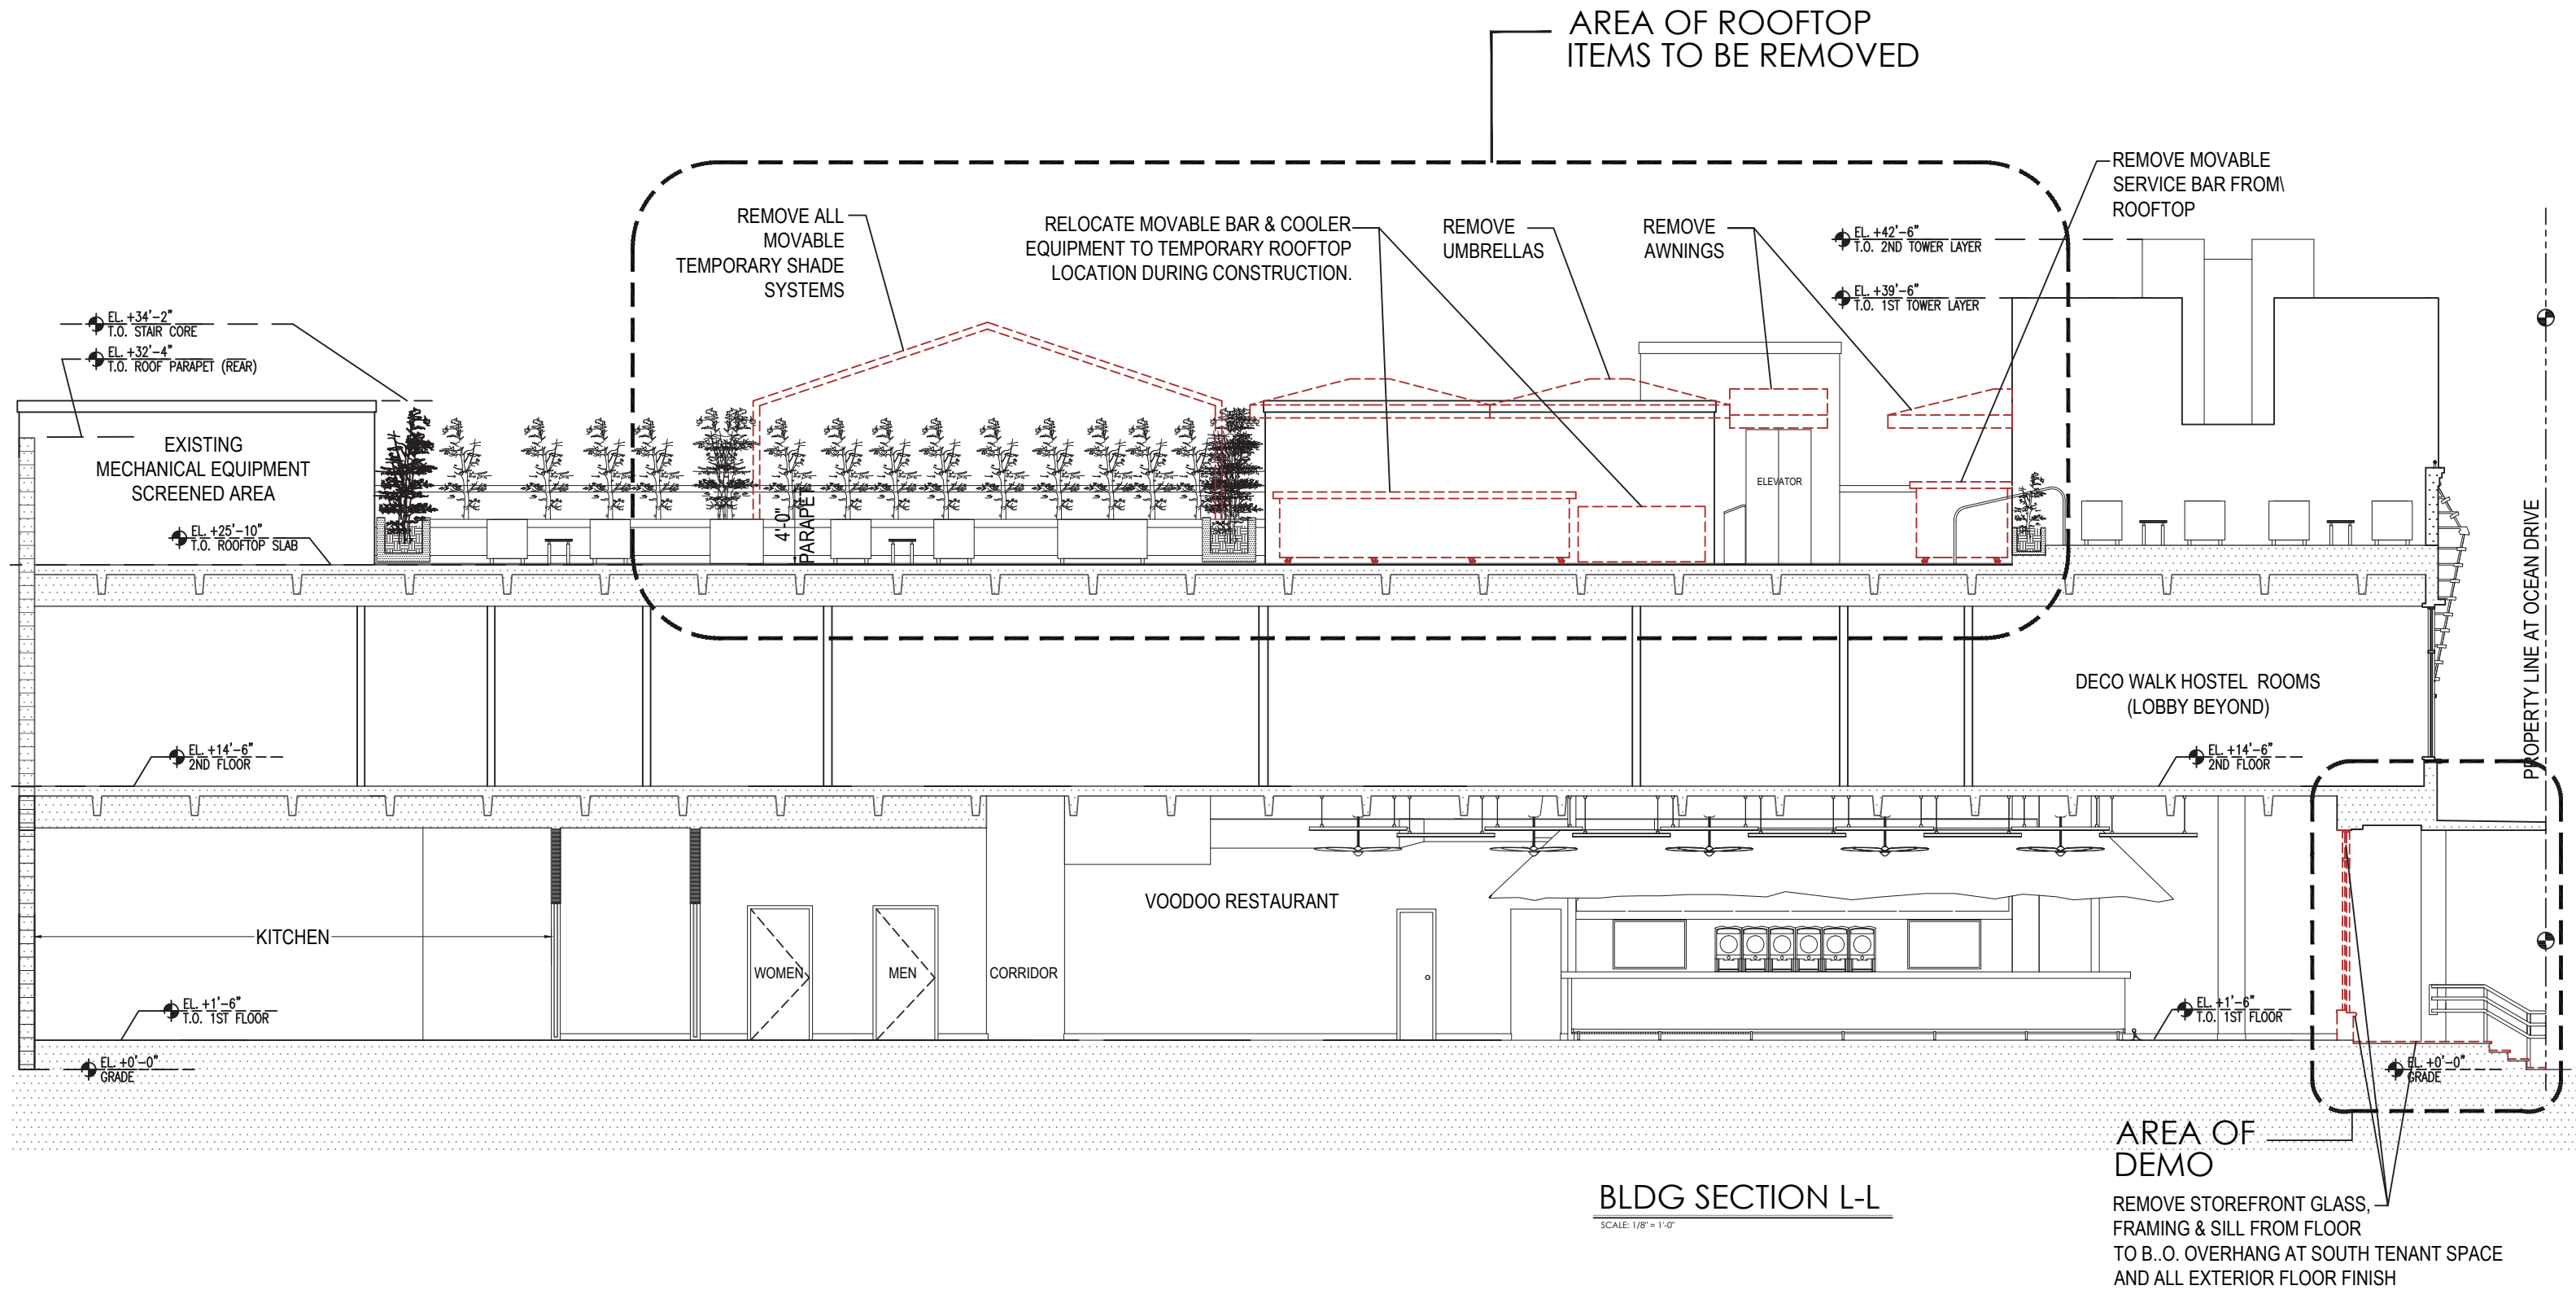 AREA OF ROOFTOP
ITEMS TO BE REMOVED
REMOVE MOVABLE
SERVICE BAR FROM\
ROOFTOP
REMOVE ALL
MOVABLE
TEMPORARY SHADE
SYSTEMS
RELOCATE MOVABLE BAR & COOLER
EQUIPMENT TO TEMPORARY ROOFTOP
LOCATION DURING CONSTRUCTION.
REMOVE
UMBRELLAS
REMOVE
AWNINGS
EL. +42'-6"
T.O. 2ND TOWER LAYER
EL. +39'-6"
T.O. 1ST TOWER LAYER
EL. +34'-2"
T.O. STAIR CORE
EL. +32'-4"
T.O. ROOF PARAPET (REAR)
EXISTING
MECHANICAL EQUIPMENT
SCREENED AREA
EL. +25'-10"
T.O. ROOFTOP SLAB
4'-0"
PARAPET
ELEVATOR
PROPERTY LINE AT OCEAN DRIVE
DECO WALK HOSTEL ROOMS
(LOBBY BEYOND)
EL. +14'-6"
2ND FLOOR
EL. +14'-6"
2ND FLOOR
VOODOO RESTAURANT
KITCHEN
WOMEN
MEN
CORRIDOR
EL. +1'-6"
T.O. 1ST FLOOR
EL. +1'-6"
T.O. 1ST FLOOR
EL. +0'-0"
GRADE
EL. +0'-0"
GRADE
AREA OF
DEMO
REMOVE STOREFRONT GLASS,
FRAMING & SILL FROM FLOOR
TO B..O. OVERHANG AT SOUTH TENANT SPACE
AND ALL EXTERIOR FLOOR FINISH
BLDG SECTION L-L
SCALE: 1/8" = 1'-0"